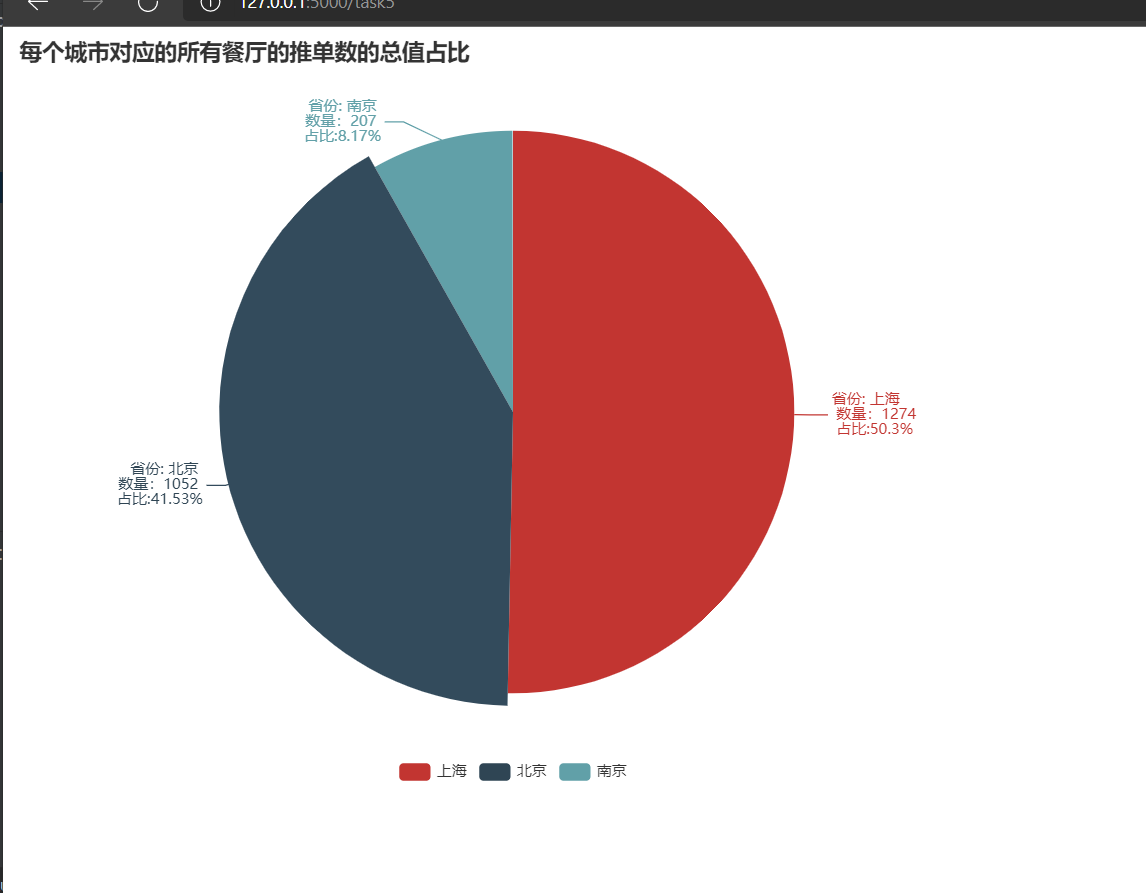 127.0.0.1:5000/task5
每个城市对应的所有餐厅的推单数的总值占比
省份: 南京
数量：207
占比:8.17%
省份: 上海
数量：1274
占比:50.3%
省份: 北京
数量：1052
占比:41.53%
上海 北京 南京